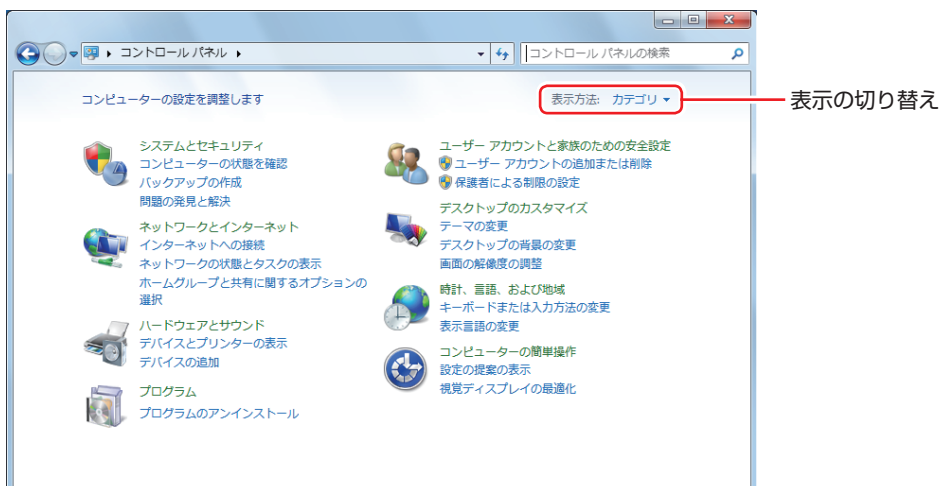 コントロール パネル
コントロール パネルの検索
コンピューターの設定を調整します
表示方法: カテゴリ
表示の切り替え
システムとセキュリティ
コンピューターの状態を確認
バックアップの作成
問題の発見と解決
ネットワークとインターネット
インターネットへの接続
ネットワークの状態とタスクの表示
ホームグループと共有に関するオプションの
選択
ハードウェアとサウンド
デバイスとプリンターの表示
デバイスの追加
プログラム
プログラムのアンインストール
ユーザー アカウントと家族のための安全設定
ユーザー アカウントの追加または削除
保護者による制限の設定
デスクトップのカスタマイズ
テーマの変更
デスクトップの背景の変更
画面の解像度の調整
時計、言語、および地域
キーボードまたは入力方法の変更
表示言語の変更
コンピューターの簡単操作
設定の提案の表示
視覚ディスプレイの最適化